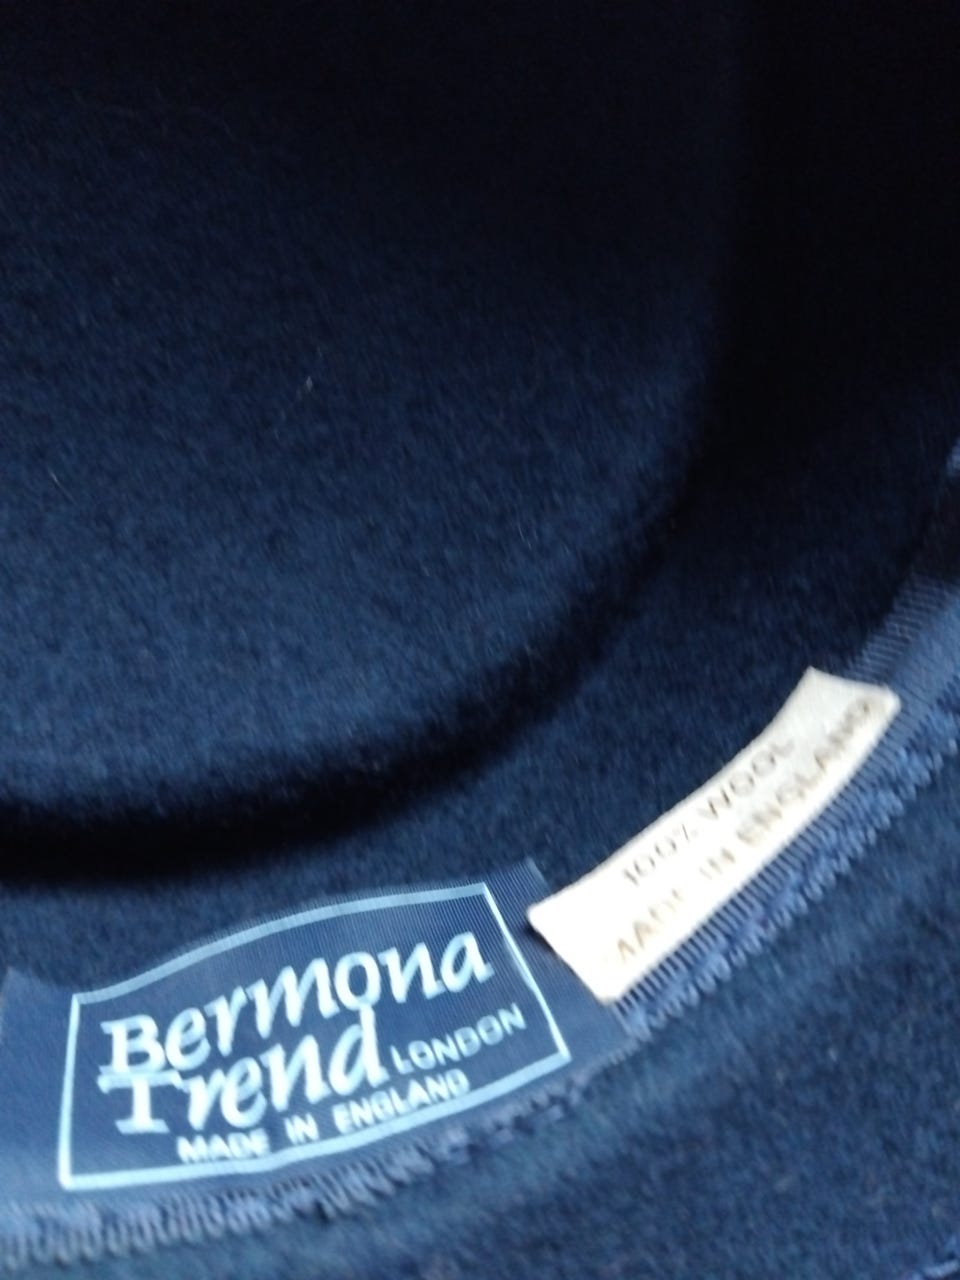 Bermona
Trend LONDON
MADE IN ENGLAND
100% WOOL
MADE IN ENGLAND